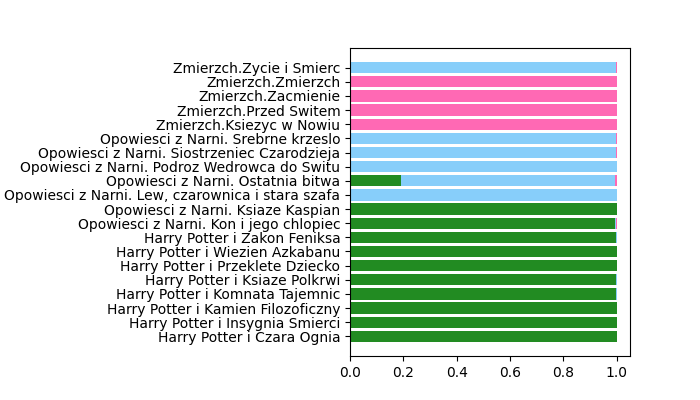 Zmierzch.Zycie i Smierc
Zmierzch.Zmierzch
Zmierzch.Zacmienie
Zmierzch.Przed Switem
Zmierzch.Ksiezyc w Nowiu
Opowiesci z Narni. Srebrne krzeslo
Opowiesci z Narni. Siostrzeniec Czarodzieja
Opowiesci z Narni. Podroz Wedrowca do Switu
Opowiesci z Narni. Ostatnia bitwa
Opowiesci z Narni. Lew, czarownica i stara szafa
Opowiesci z Narni. Ksiaze Kaspian
Opowiesci z Narni. Kon i jego chlopiec
Harry Potter i Zakon Feniksa
Harry Potter i Wiezien Azkabanu
Harry Potter i Przeklete Dziecko
Harry Potter i Ksiaze Polkrwi
Harry Potter i Komnata Tajemnic
Harry Potter i Kamien Filozoficzny
Harry Potter i Insygnia Smierci
Harry Potter i Czara Ognia
0.0 0.2 0.4 0.6 0.8 1.0